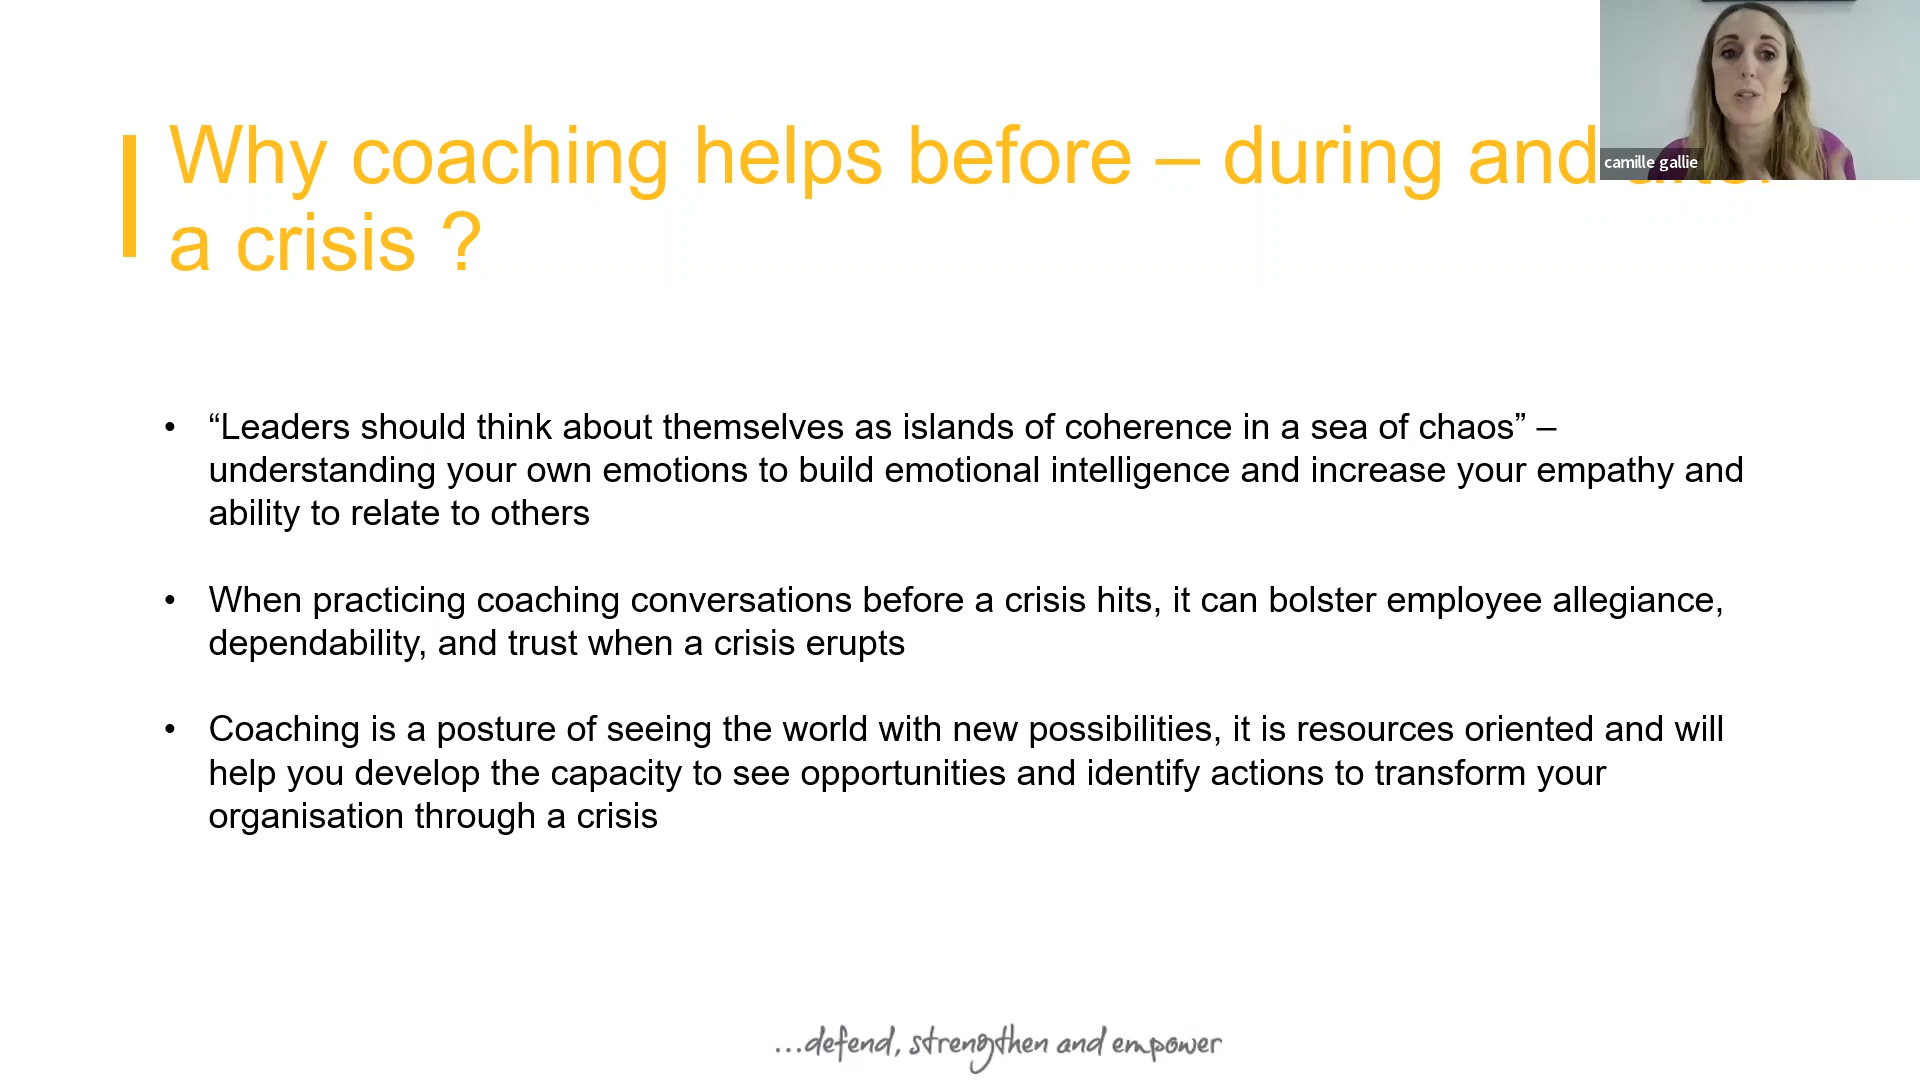 Why coaching helps before – during and
a crisis ?
camille gallie
• “Leaders should think about themselves as islands of coherence in a sea of chaos” –
understanding your own emotions to build emotional intelligence and increase your empathy and
ability to relate to others
• When practicing coaching conversations before a crisis hits, it can bolster employee allegiance,
dependability, and trust when a crisis erupts
• Coaching is a posture of seeing the world with new possibilities, it is resources oriented and will
help you develop the capacity to see opportunities and identify actions to transform your
organisation through a crisis
...defend, strengthen and empower